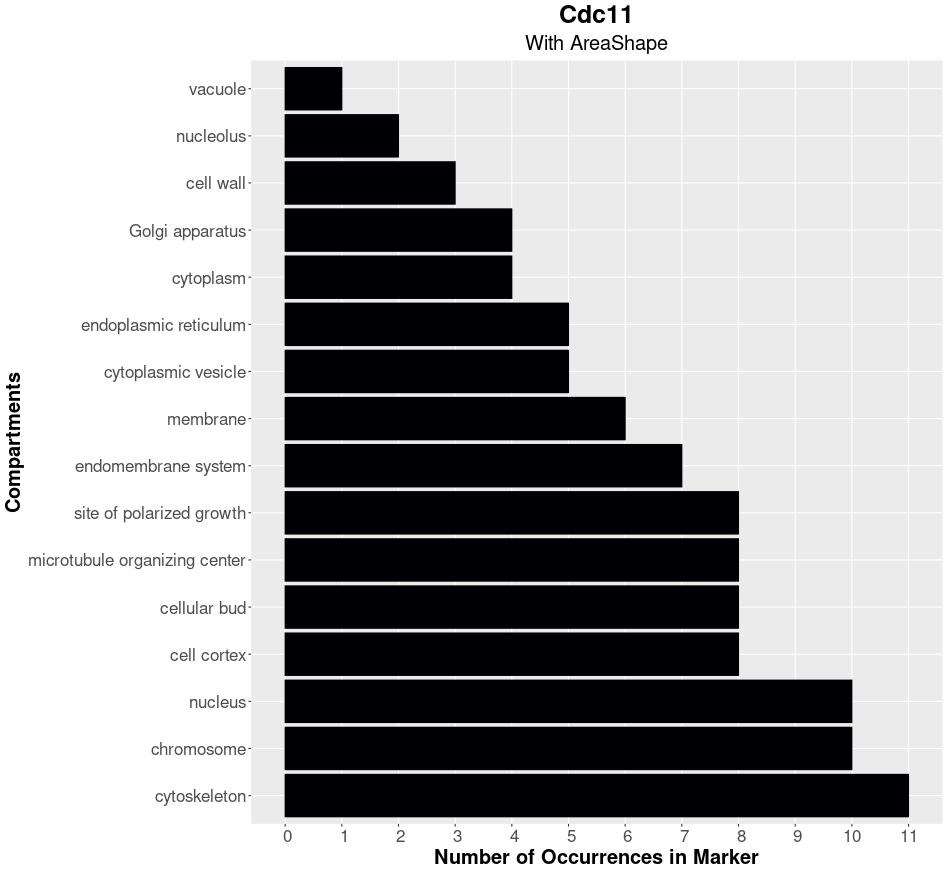 Cdc11
With AreaShape
vacuole
nucleolus
cell wall
Golgi apparatus
cytoplasm
endoplasmic reticulum
cytoplasmic vesicle
membrane
endomembrane system
site of polarized growth
microtubule organizing center
cellular bud
cell cortex
nucleus
chromosome
cytoskeleton
Compartments
0 1 2 3 4 5 6 7 8 9 10 11
Number of Occurrences in Marker